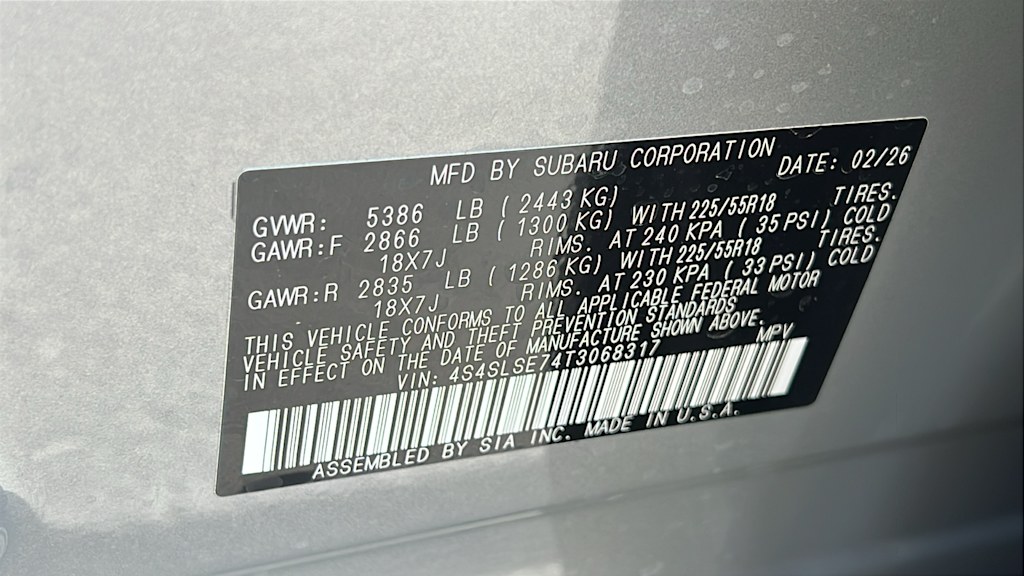 MFD BY SUBARU CORPORATION DATE: 02/26
GVWR: 5386 LB ( 2443 KG)
GAWR:F 2866 LB ( 1300 KG) WITH 225/55R18 TIRES.
18X7J RIMS. AT 240 KPA ( 35 PSI) COLD
GAWR:R 2835 LB ( 1286 KG) WITH 225/55R18 TIRES.
18X7J RIMS. AT 230 KPA ( 33 PSI) COLD
THIS VEHICLE CONFORMS TO ALL APPLICABLE FEDERAL MOTOR
VEHICLE SAFETY AND THEFT PREVENTION STANDARDS
IN EFFECT ON THE DATE OF MANUFACTURE SHOWN ABOVE.
VIN: 4S4SLSE74T3068317 MPV
ASSEMBLED BY SIA INC. MADE IN U.S.A.